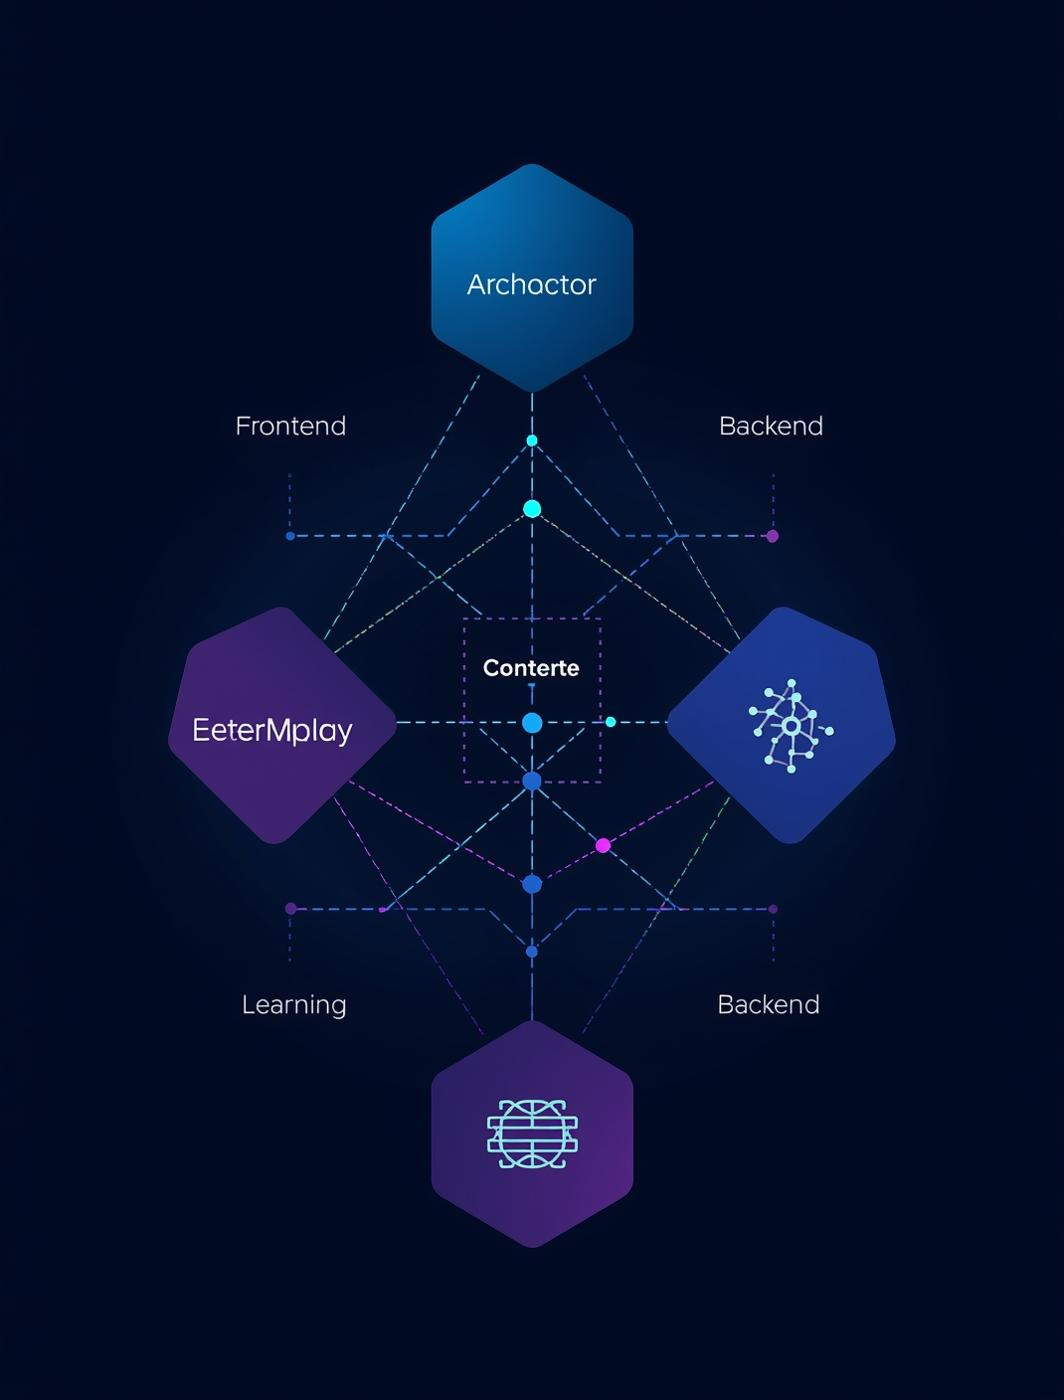 Archactor
Frontend
Backend
Conterte
EeterMplay
Learning
Backend